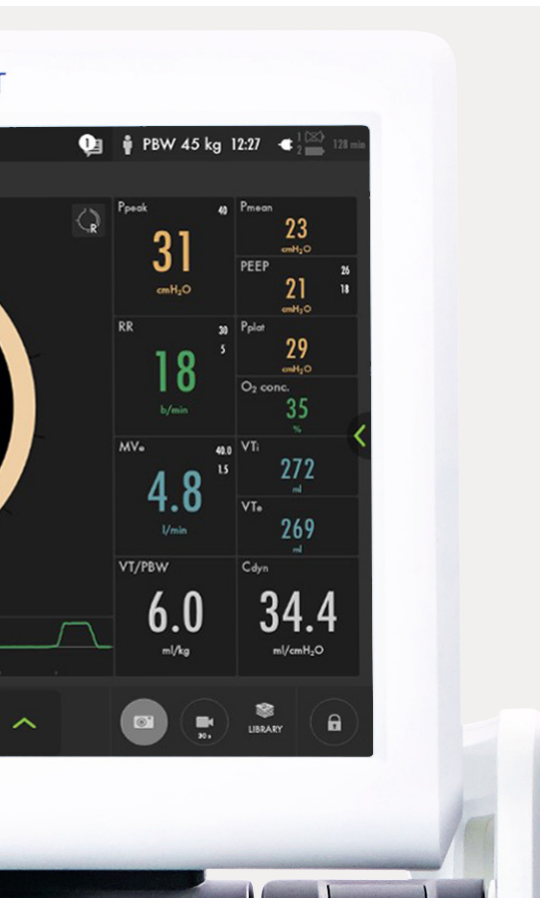 T
1
PBW 45 kg 12:27
1
2
128 min
R
Ppeak 40
31
cmH₂O
Pmean
23
cmH₂O
PEEP 26
21 18
cmH₂O
RR 30
5
18
b/min
Pplat
29
cmH₂O
O₂ conc.
35
%
MVe 40.0
1.5
4.8
l/min
VTi
272
ml
VTe
269
ml
VT/PBW
6.0
ml/kg
Cdyn
34.4
ml/cmH₂O
30 s
LIBRARY